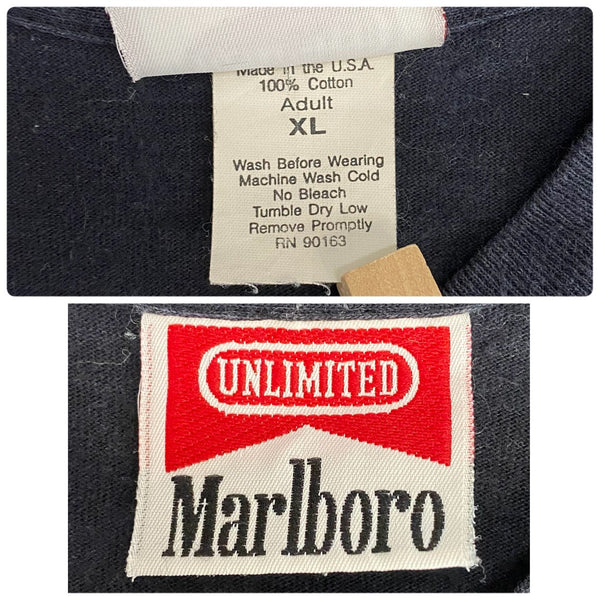 Made in the U.S.A.
100% Cotton
Adult
XL
Wash Before Wearing
Machine Wash Cold
No Bleach
Tumble Dry Low
Remove Promptly
RN 90163
UNLIMITED
Marlboro